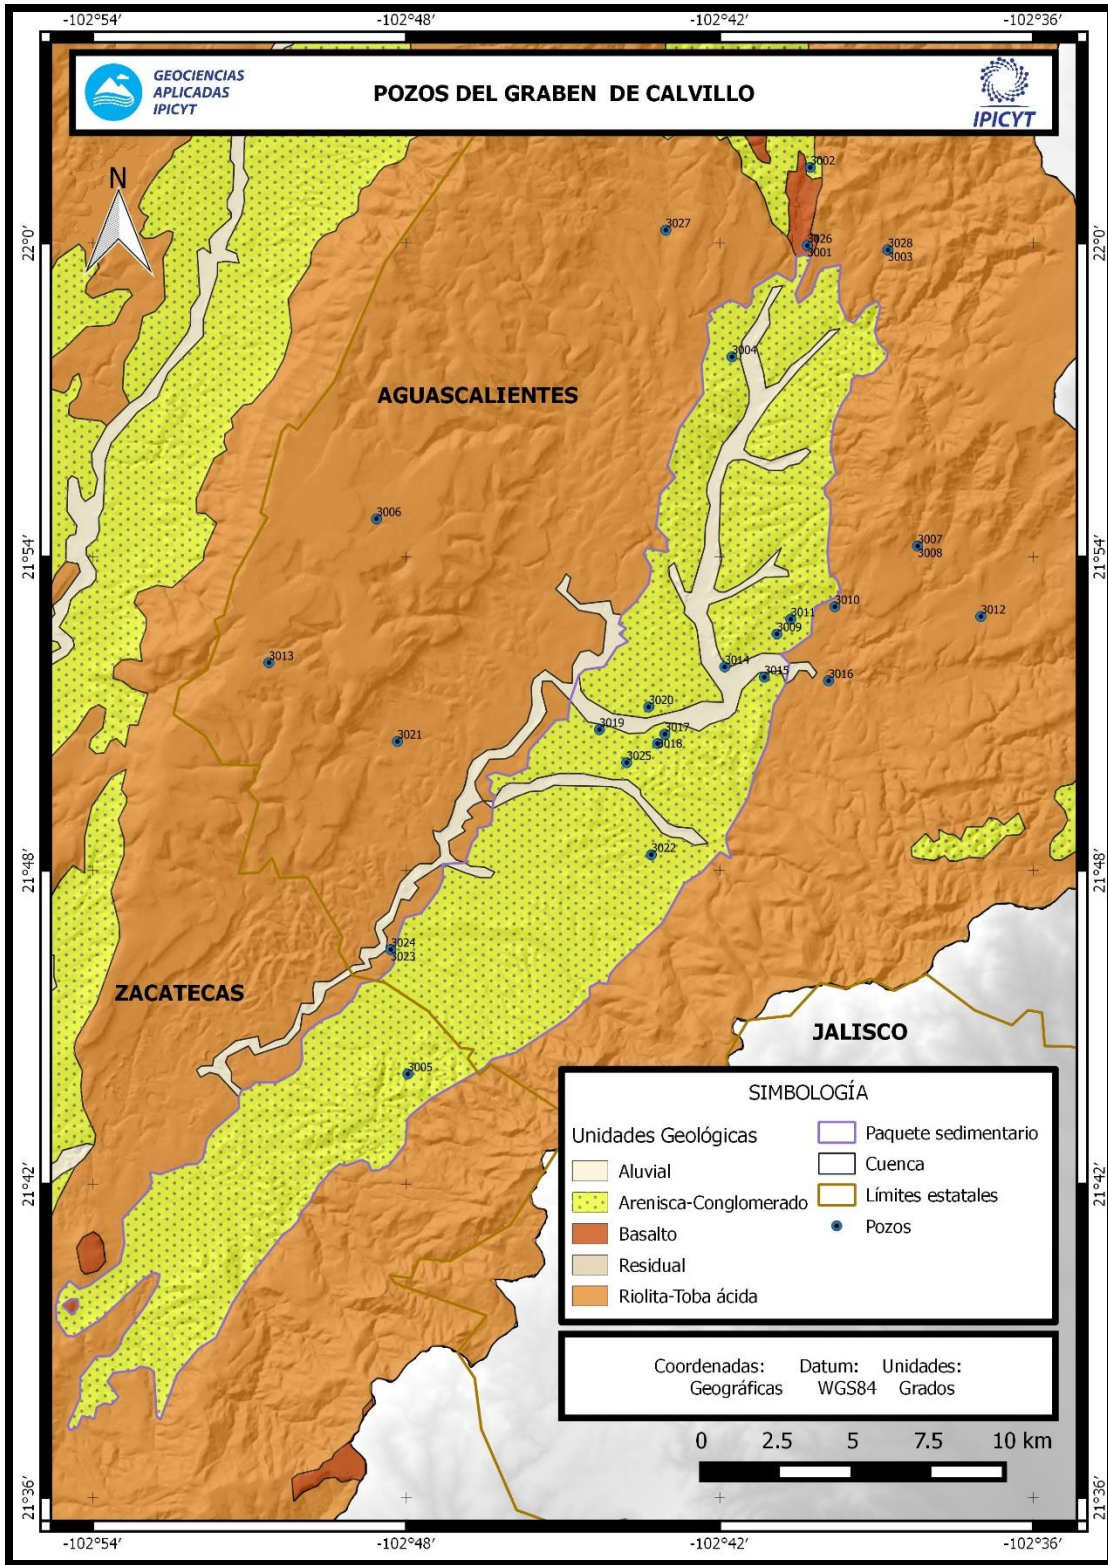 -102°54′ -102°48′ -102°42′ -102°36′
GEOCIENCIAS
APLICADAS
IPICYT
POZOS DEL GRABEN DE CALVILLO
IPICYT
N
3002
3027
22°0′ 22°0′
3026
3001
3028
3003
3004
AGUASCALIENTES
3006
21°54′ 21°54′
3007
3008
3010
3011
3012
3009
3013
3014
3015
3016
3020
3019
3017
3018
3021
3025
3022
21°48′ 21°48′
3024
3023
ZACATECAS
JALISCO
3005
SIMBOLOGÍA
Unidades Geológicas
Aluvial
Arenisca-Conglomerado
Basalto
Residual
Riolita-Toba ácida
Paquete sedimentario
Cuenca
Límites estatales
Pozos
21°42′ 21°42′
Coordenadas: Datum: Unidades:
Geográficas WGS84 Grados
0 2.5 5 7.5 10 km
21°36′ 21°36′
-102°54′ -102°48′ -102°42′ -102°36′